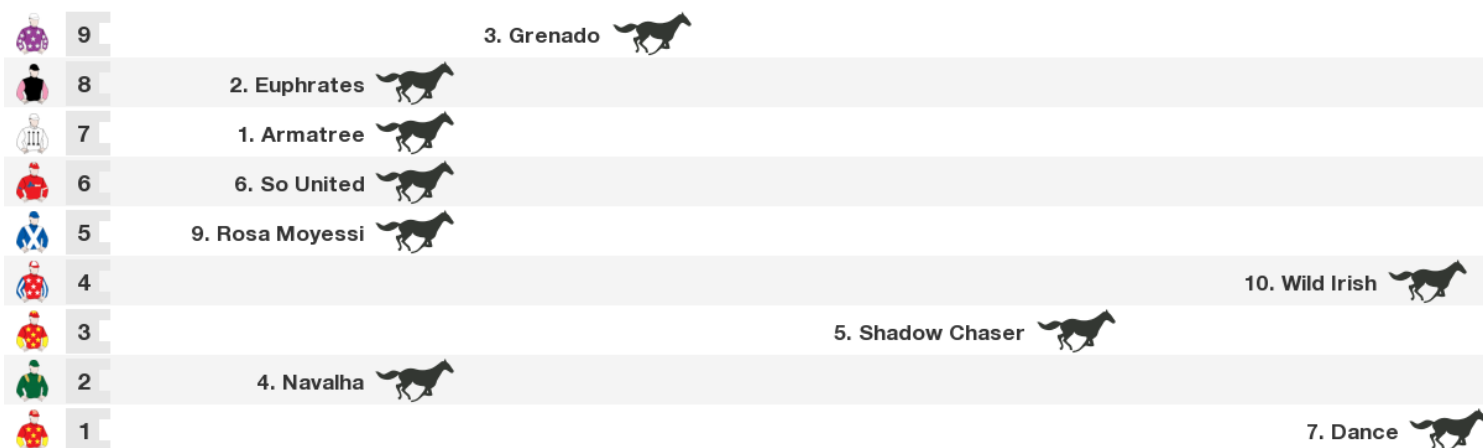 9 3. Grenado
8 2. Euphrates
7 1. Armatree
6 6. So United
5 9. Rosa Moyessi
4 10. Wild Irish
3 5. Shadow Chaser
2 4. Navalha
1 7. Dance